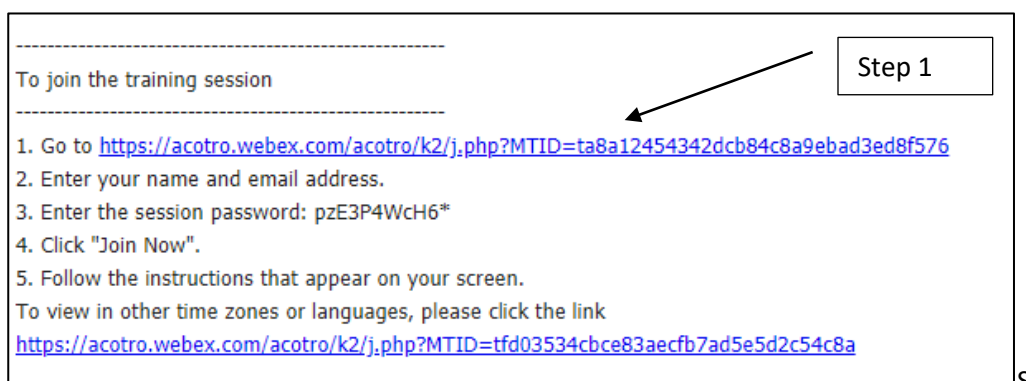 ------------------------------------------------------
To join the training session
Step 1
------------------------------------------------------
1. Go to https://acotro.webex.com/acotro/k2/j.php?MTID=ta8a12454342dcb84c8a9ebad3ed8f576
2. Enter your name and email address.
3. Enter the session password: pzE3P4WcH6*
4. Click "Join Now".
5. Follow the instructions that appear on your screen.
To view in other time zones or languages, please click the link
https://acotro.webex.com/acotro/k2/j.php?MTID=tfd03534cbce83aecfb7ad5e5d2c54c8a